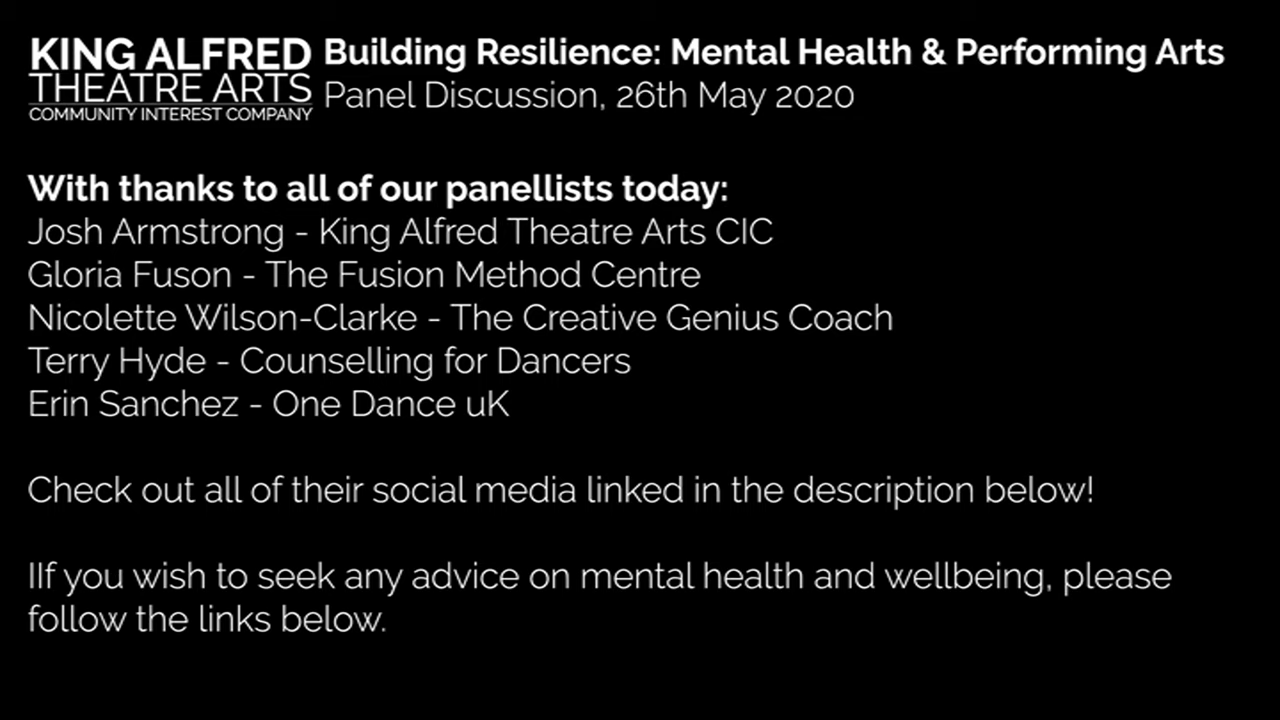 KING ALFRED
THEATRE ARTS
COMMUNITY INTEREST COMPANY
Building Resilience: Mental Health & Performing Arts
Panel Discussion, 26th May 2020
With thanks to all of our panellists today:
Josh Armstrong - King Alfred Theatre Arts CIC
Gloria Fuson - The Fusion Method Centre
Nicolette Wilson-Clarke - The Creative Genius Coach
Terry Hyde - Counselling for Dancers
Erin Sanchez - One Dance uK
Check out all of their social media linked in the description below!
IIf you wish to seek any advice on mental health and wellbeing, please
follow the links below.